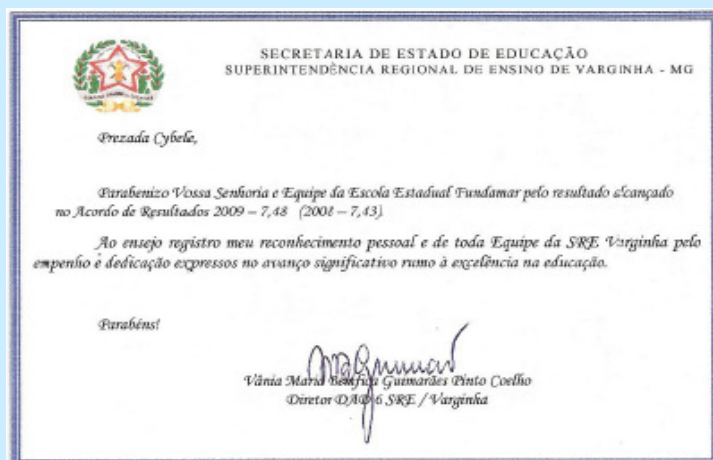 SECRETARIA DE ESTADO DE EDUCAÇÃO
SUPERINTENDÊNCIA REGIONAL DE ENSINO DE VARGINHA - MG
Prezada Cybele,
Parabenizo Vossa Senhoria e Equipe da Escola Estadual Fundamar pelo resultado alcançado
no Acordo de Resultados 2009 – 7,48 (2008 – 7,43).
Ao ensejo registro meu reconhecimento pessoal e de toda Equipe da SRE Varginha pelo
empenho e dedicação expressos no avanço significativo rumo à excelência na educação.
Parabéns!
Vânia Maria Benfica Guimarães Pinto Coelho
Diretor DAD 6 SRE / Varginha